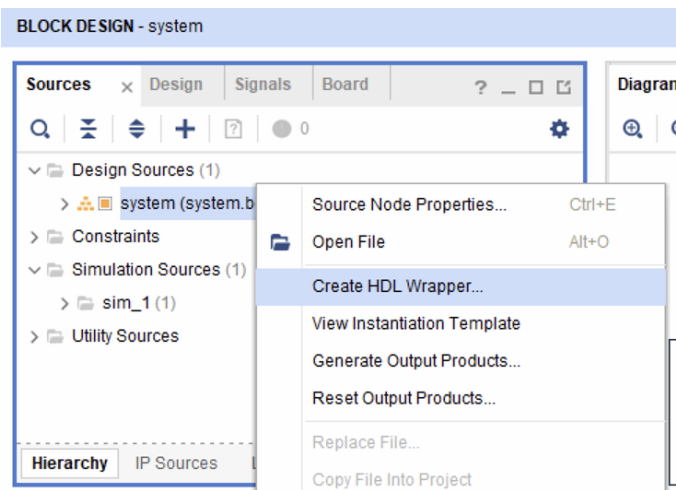 BLOCK DESIGN - system
Sources × Design Signals Board ? Diagran
0
Design Sources (1)
system (system.b
Source Node Properties... Ctrl+E
Constraints
Open File Alt+O
Simulation Sources (1)
Create HDL Wrapper...
sim_1 (1)
View Instantiation Template
Utility Sources
Generate Output Products...
Reset Output Products...
Replace File...
Hierarchy IP Sources
Copy File Into Project